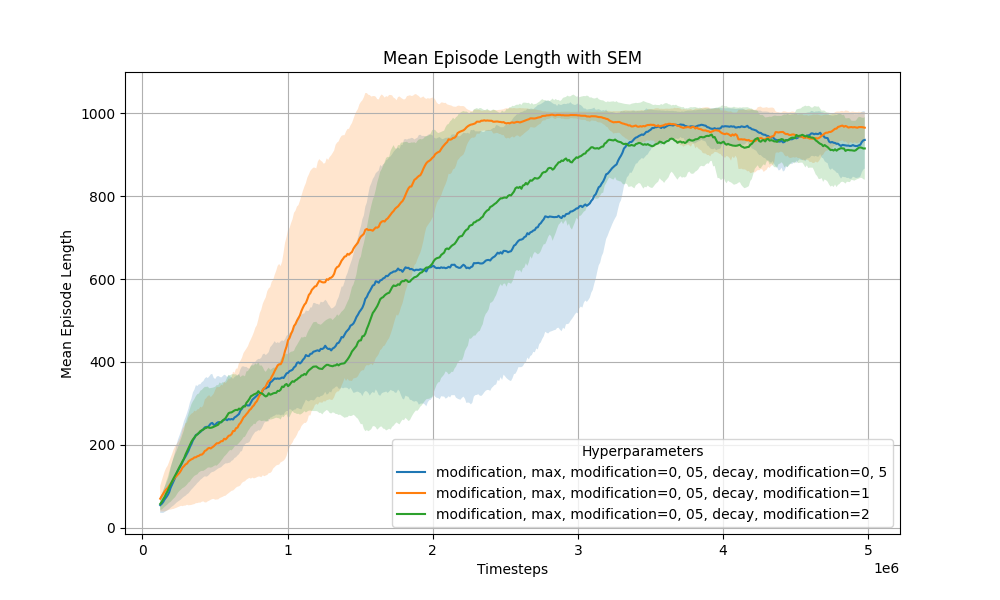 Mean Episode Length with SEM
1000
800
600
400
200
0
Mean Episode Length
Hyperparameters
modification, max, modification=0, 05, decay, modification=0, 5
modification, max, modification=0, 05, decay, modification=1
modification, max, modification=0, 05, decay, modification=2
0 1 2 3 4 5
1e6
Timesteps